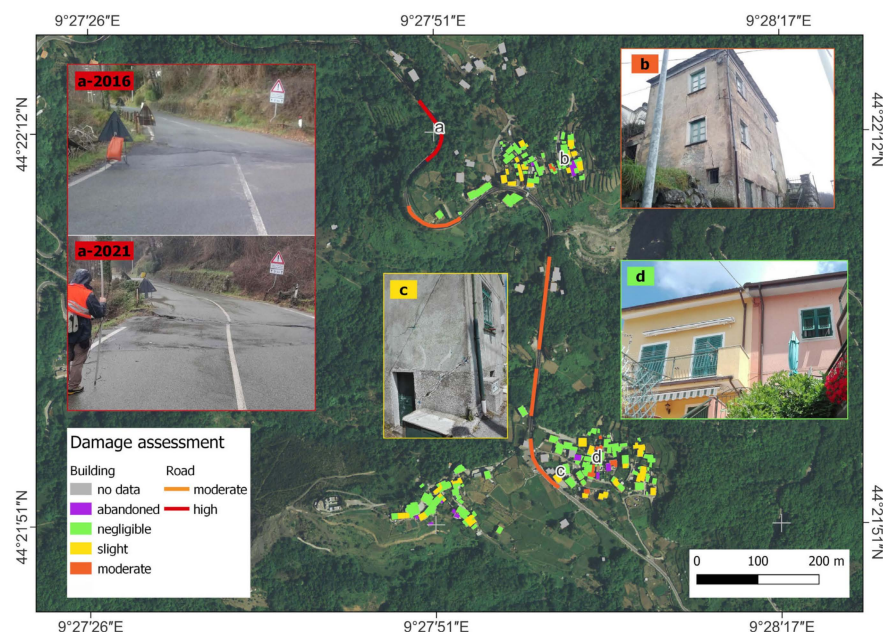 9°27'26"E
9°27'51"E
9°28'17"E
44°22'12"N
44°22'12"N
a-2016
b
a
b
a-2021
c
d
Damage assessment
Building
Road
no data
moderate
abandoned
high
negligible
slight
moderate
c
d
44°21'51"N
44°21'51"N
0 100 200 m
9°27'26"E
9°27'51"E
9°28'17"E